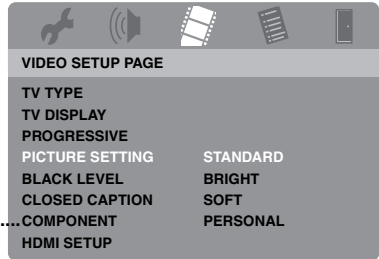 VIDEO SETUP PAGE
TV TYPE
TV DISPLAY
PROGRESSIVE
PICTURE SETTING STANDARD
BLACK LEVEL BRIGHT
CLOSED CAPTION SOFT
....COMPONENT PERSONAL
HDMI SETUP